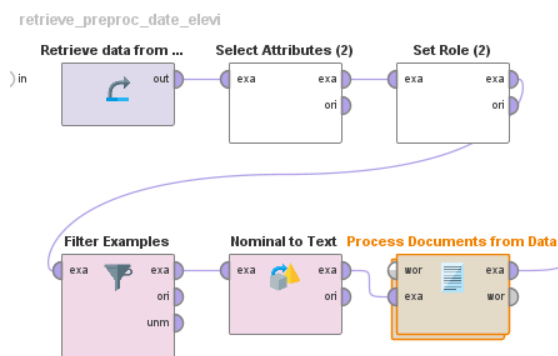 retrieve_preproc_date_elevi
Retrieve data from ...
Select Attributes (2)
Set Role (2)
in
out
exa
exa
ori
exa
exa
ori
Filter Examples
Nominal to Text
Process Documents from Data
exa
exa
ori
unm
exa
exa
ori
wor
exa
exa
wor